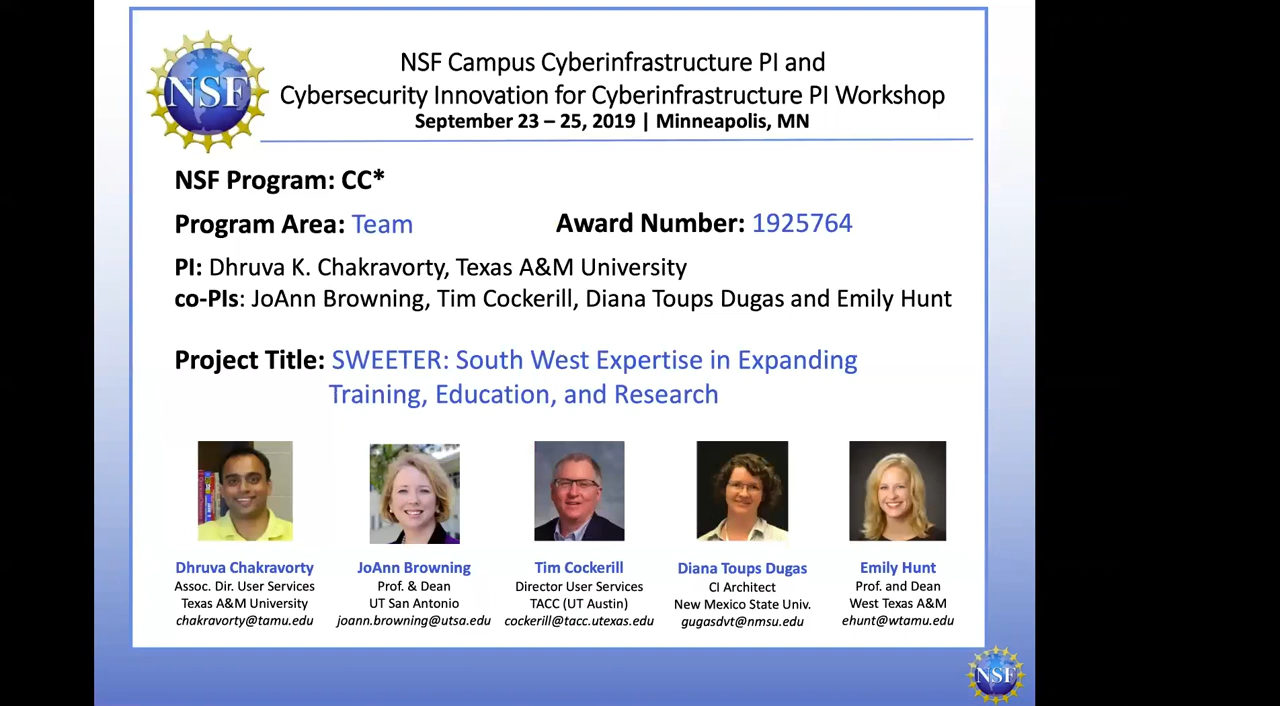 NSF
NSF Campus Cyberinfrastructure PI and
Cybersecurity Innovation for Cyberinfrastructure PI Workshop
September 23 – 25, 2019 | Minneapolis, MN
NSF Program: CC*
Program Area: Team Award Number: 1925764
PI: Dhruva K. Chakravorty, Texas A&M University
co-PIs: JoAnn Browning, Tim Cockerill, Diana Toups Dugas and Emily Hunt
Project Title: SWEETER: South West Expertise in Expanding
Training, Education, and Research
Dhruva Chakravorty
Assoc. Dir. User Services
Texas A&M University
chakravorty@tamu.edu
JoAnn Browning
Prof. & Dean
UT San Antonio
joann.browning@utsa.edu
Tim Cockerill
Director User Services
TACC (UT Austin)
cockerill@tacc.utexas.edu
Diana Toups Dugas
CI Architect
New Mexico State Univ.
gugasdvt@nmsu.edu
Emily Hunt
Prof. and Dean
West Texas A&M
ehunt@wtamu.edu
NSF